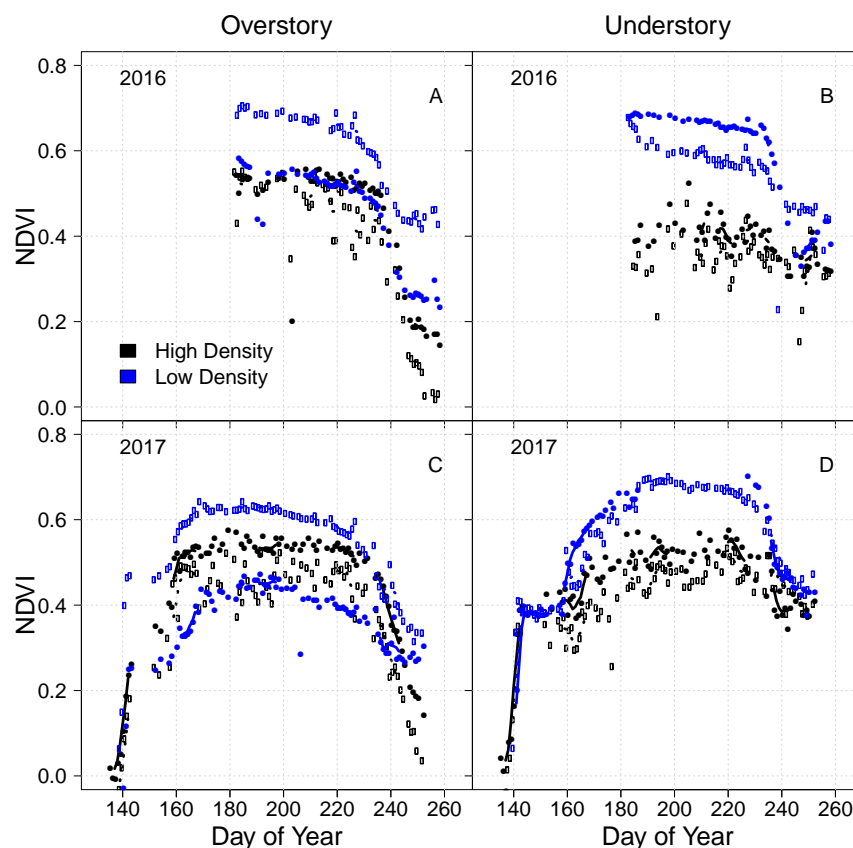 Overstory Understory
2016 A 2016 B
0.8
0.6
0.4
0.2
0.0
NDVI
High Density
Low Density
2017 C 2017 D
0.8
0.6
0.4
0.2
0.0
NDVI
140 160 180 200 220 240 260 140 160 180 200 220 240 260
Day of Year Day of Year